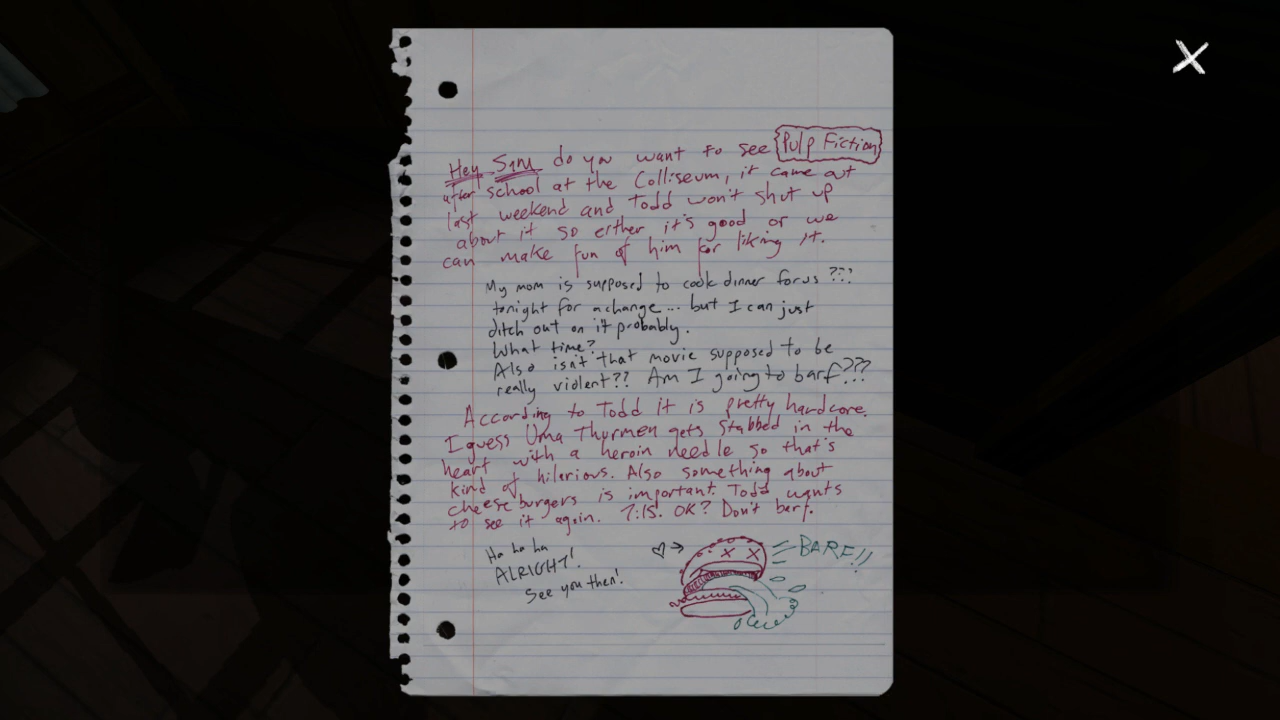 Hey Sam do you want to see Pulp Fiction
after school at the Colliseum, it came out
last weekend and Todd won't shut up
about it so either it's good or we
can make fun of him for liking it.
My mom is supposed to cook dinner for us ???
tonight for a change... but I can just
ditch out on it probably.
What time?
Also isn't that movie supposed to be
really violent?? Am I going to barf???
According to Todd it is pretty hardcore.
I guess Uma Thurmen gets stabbed in the
heart with a heroin needle so that's
kind of hilarious. Also something about
cheeseburgers is important. Todd wants
to see it again. 7:15. OK? Don't barf.
Ha ha ha
ALRIGHT!
See you then!
BARF!!